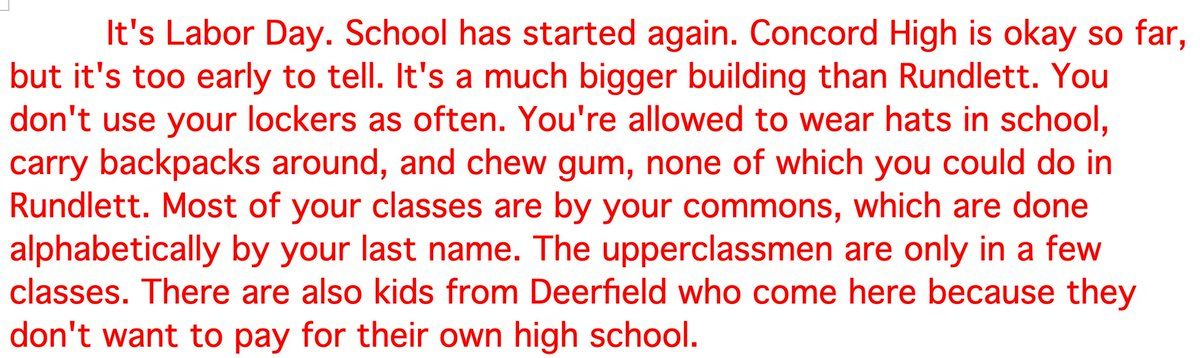 It's Labor Day. School has started again. Concord High is okay so far,
but it's too early to tell. It's a much bigger building than Rundlett. You
don't use your lockers as often. You're allowed to wear hats in school,
carry backpacks around, and chew gum, none of which you could do in
Rundlett. Most of your classes are by your commons, which are done
alphabetically by your last name. The upperclassmen are only in a few
classes. There are also kids from Deerfield who come here because they
don't want to pay for their own high school.